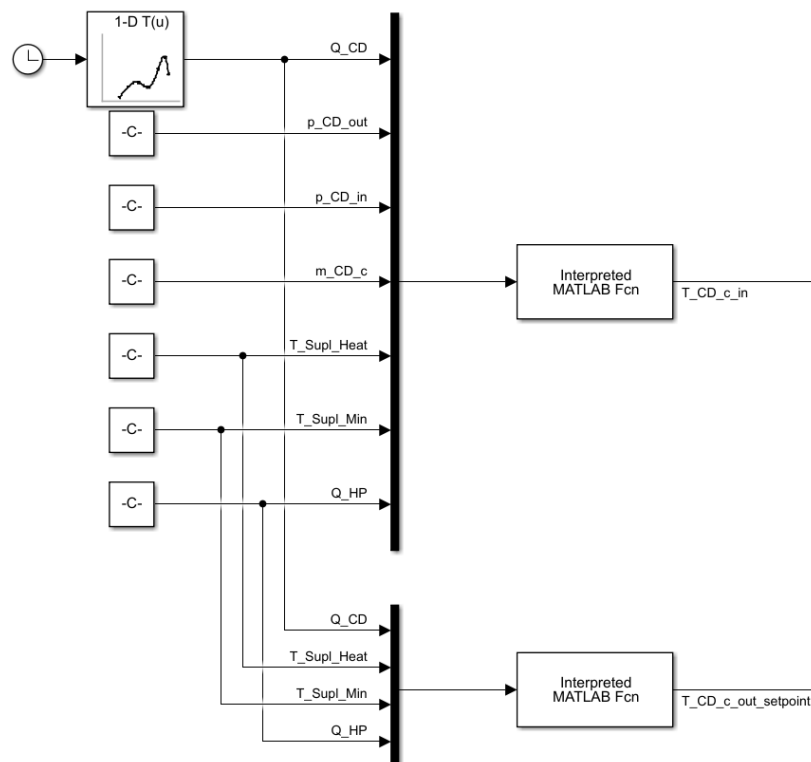 1-D T(u)
Q_CD
-C-
p_CD_out
-C-
p_CD_in
-C-
m_CD_c
Interpreted
MATLAB Fcn
T_CD_c_in
-C-
T_Supl_Heat
-C-
T_Supl_Min
-C-
Q_HP
Q_CD
T_Supl_Heat
T_Supl_Min
Q_HP
Interpreted
MATLAB Fcn
T_CD_c_out_setpoint